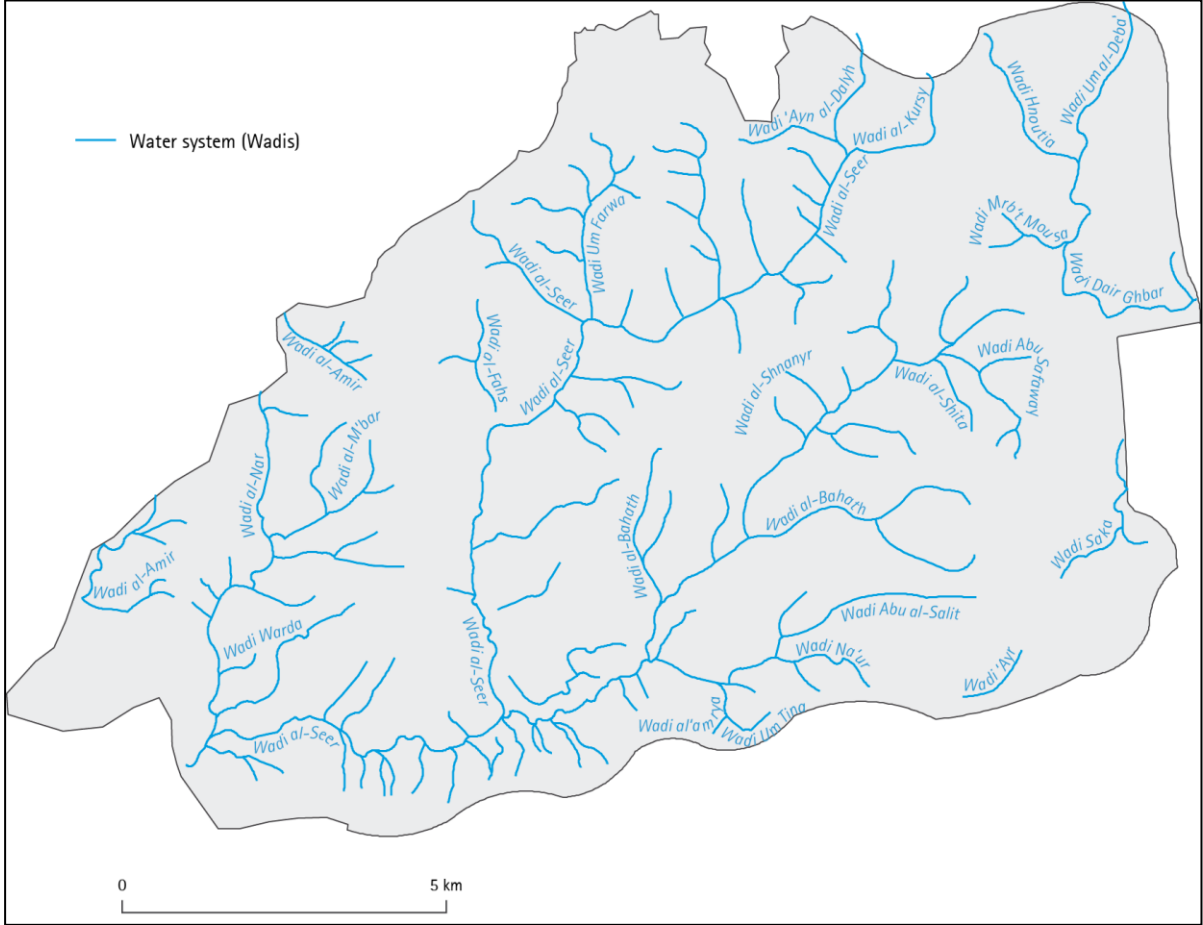 Wadi Um al-Deba'
Wadi Hnoutia
Wadi 'Ayn al-Dalyh
Wadi al-Kursy
Water system (Wadis)
Wadi al-Seer
Wadi Mrb't Mousa
Wadi Um Farwa
Wadi al-Seer
Wadi Dair Ghbar
Wadi al-Amir
Wadi al-Fahs
Wadi al-Seer
Wadi al-Shnanyr
Wadi Abu
Safaway
Wadi al-Shita
Wadi al-M'bar
Wadi al-Nar
Wadi al-Bahath
Wadi al-Bahath
Wadi Saka
Wadi al-Amir
Wadi Abu al-Salit
Wadi Warda
Wadi al-Seer
Wadi Na'ur
Wadi 'Ayr
Wadi al-Seer
Wadi al'amrya
Wadi Um Tina
0
5 km